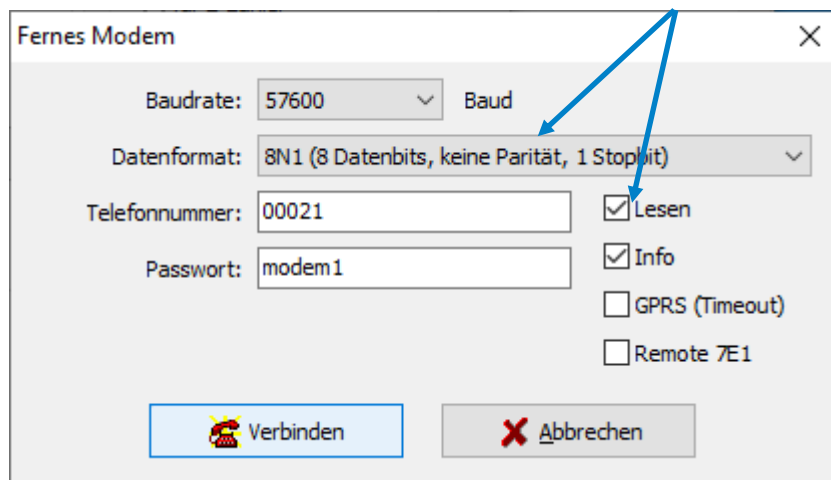 Fernes Modem
Baudrate: 57600 Baud
Datenformat: 8N1 (8 Datenbits, keine Parität, 1 Stopbit)
Telefonnummer: 00021 Lesen
Passwort: modem1 Info
GPRS (Timeout)
Remote 7E1
Verbinden Abbrechen